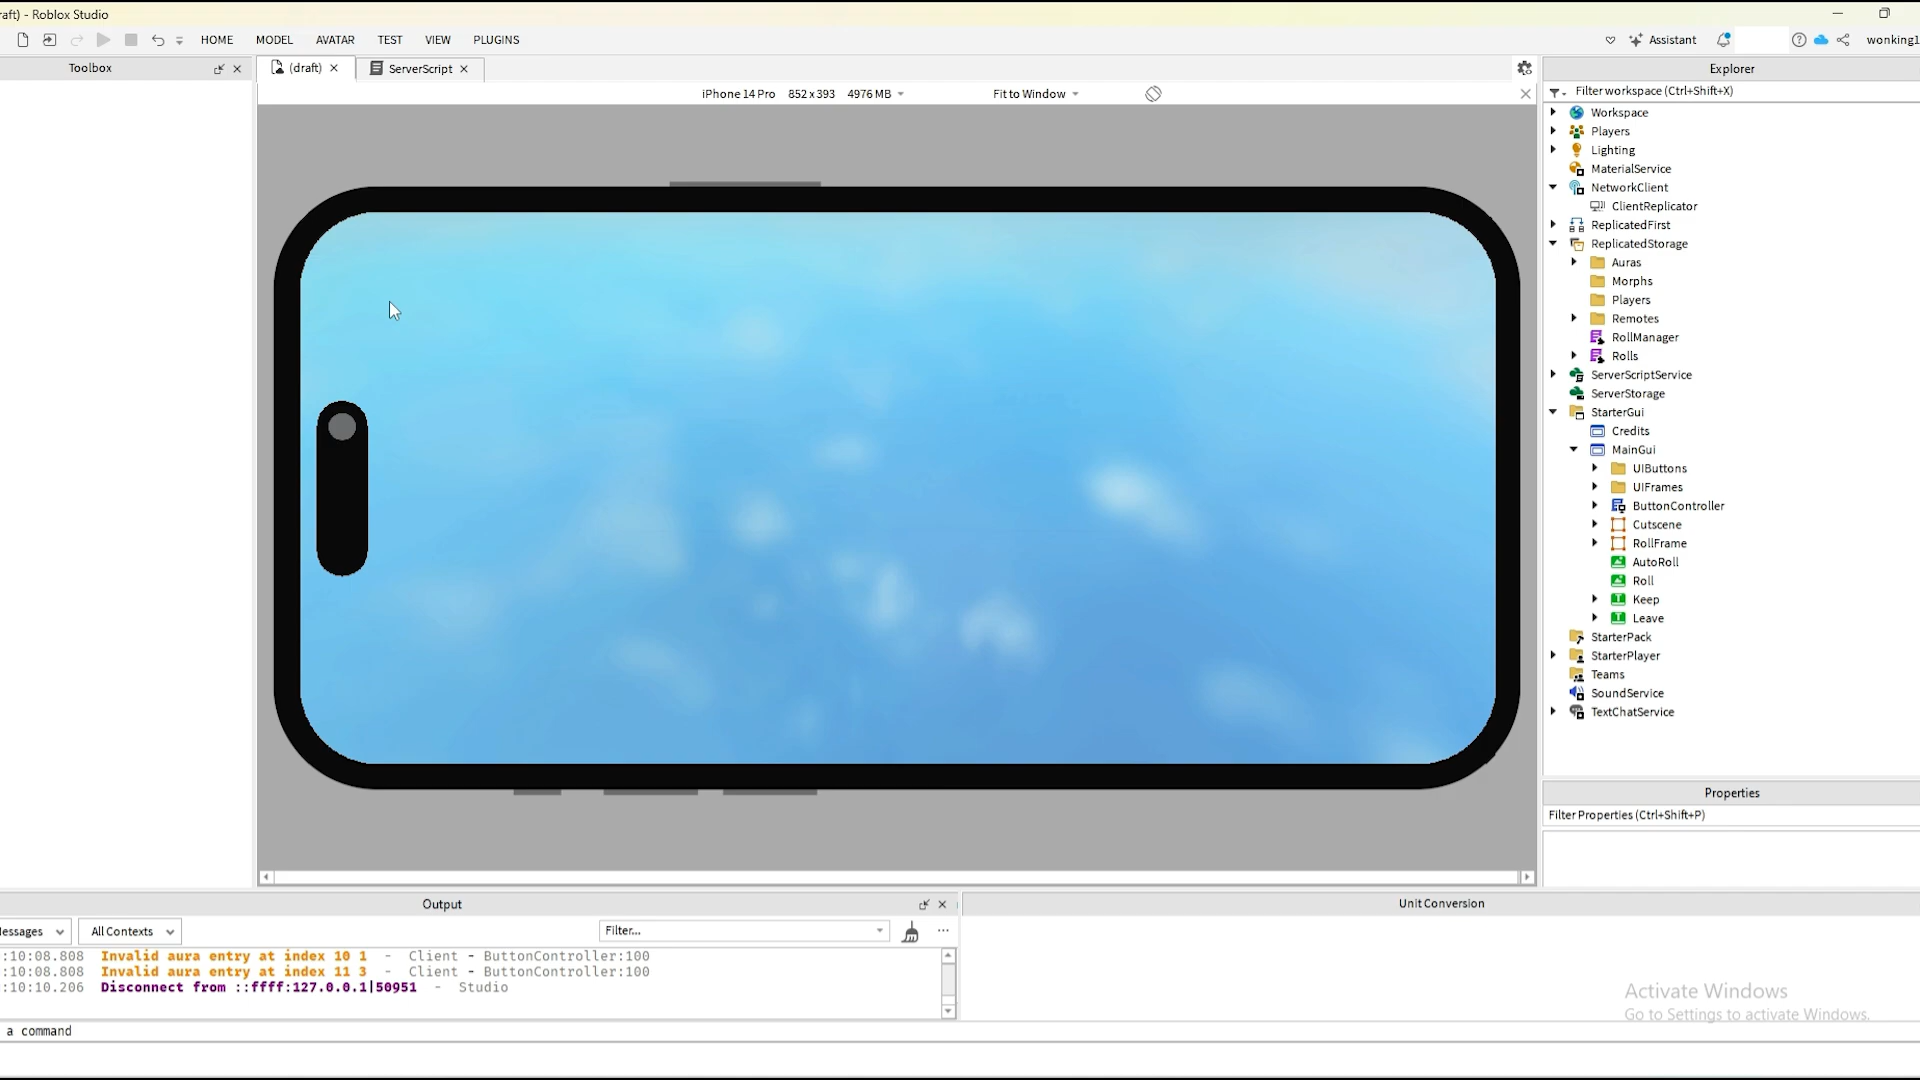 raft) - Roblox Studio
HOME MODEL AVATAR TEST VIEW PLUGINS Assistant wonking1
Toolbox (draft) ServerScript Explorer
iPhone 14 Pro 852 x 393 4976 MB Fit to Window
Filter workspace (Ctrl+Shift+X)
Workspace
Players
Lighting
MaterialService
NetworkClient
ClientReplicator
ReplicatedFirst
ReplicatedStorage
Auras
Morphs
Players
Remotes
RollManager
Rolls
ServerScriptService
ServerStorage
StarterGui
Credits
MainGui
UIButtons
UIFrames
ButtonController
Cutscene
RollFrame
AutoRoll
Roll
Keep
Leave
StarterPack
StarterPlayer
Teams
SoundService
TextChatService
Properties
Filter Properties (Ctrl+Shift+P)
Output
Unit Conversion
lessages All Contexts Filter...
:10:08.808 Invalid aura entry at index 10 1 - Client - ButtonController:100
:10:08.808 Invalid aura entry at index 11 3 - Client - ButtonController:100
:10:10.206 Disconnect from ::ffff:127.0.0.1|50951 - Studio
a command
Activate Windows
Go to Settings to activate Windows.